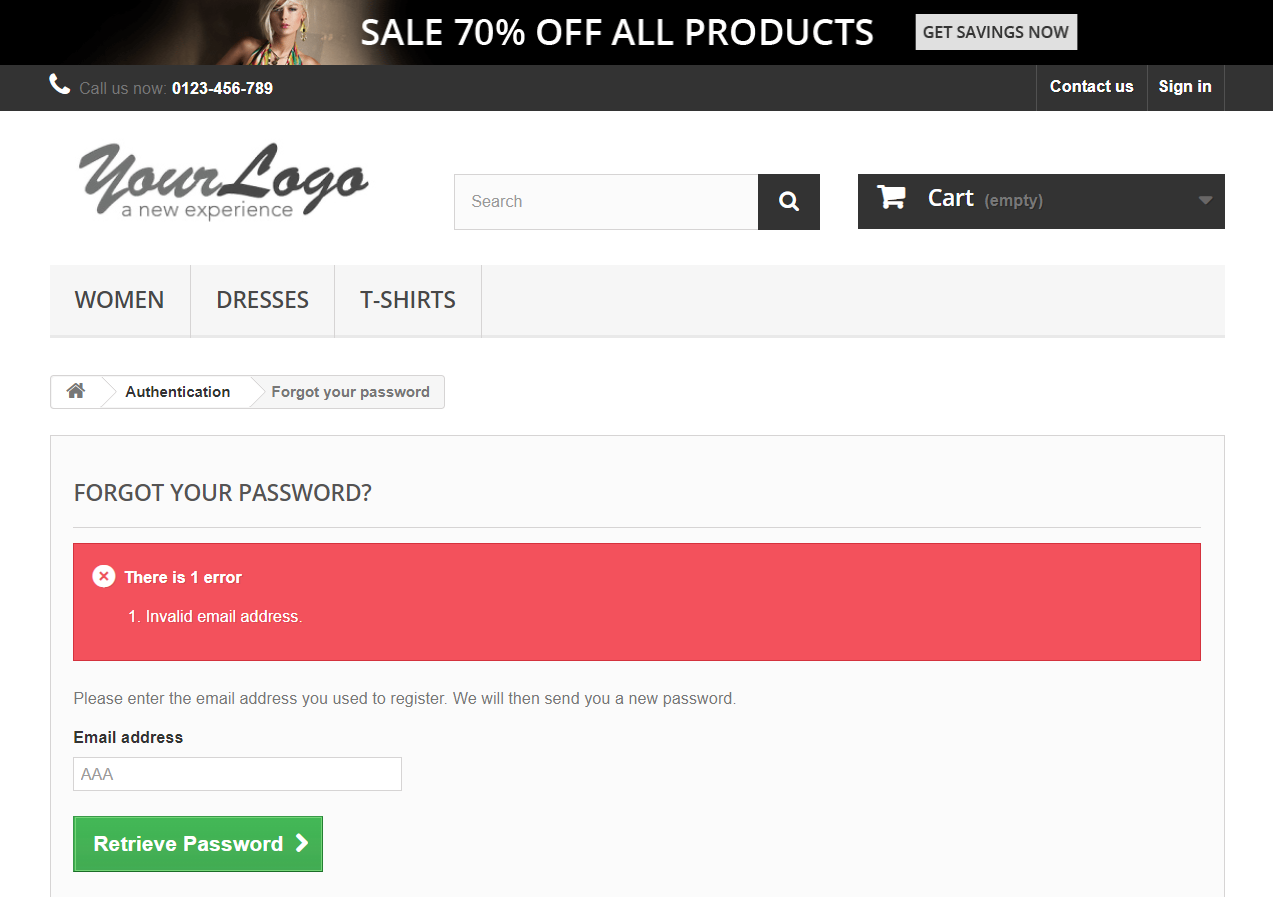 SALE 70% OFF ALL PRODUCTS GET SAVINGS NOW
Call us now: 0123-456-789 Contact us Sign in
YourLogo
a new experience
Search Cart (empty)
WOMEN DRESSES T-SHIRTS
Authentication Forgot your password
FORGOT YOUR PASSWORD?
There is 1 error
1. Invalid email address.
Please enter the email address you used to register. We will then send you a new password.
Email address
AAA
Retrieve Password